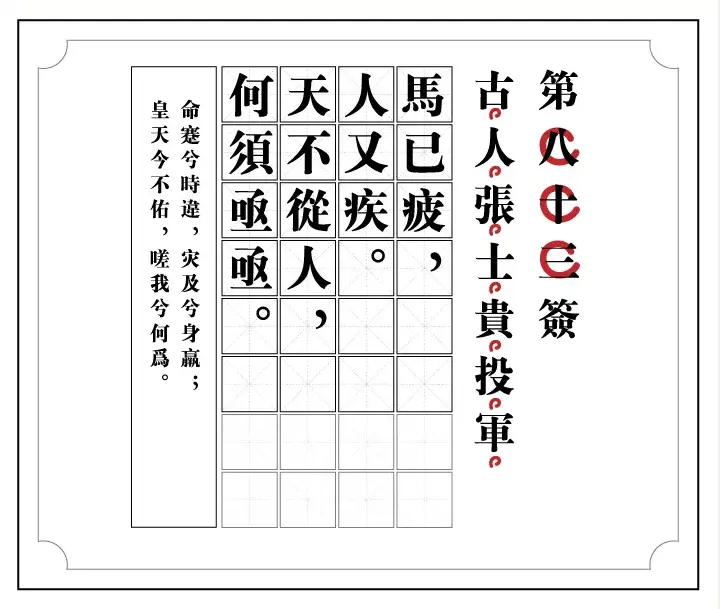 第八十三簽
古人張士貴投軍
馬已疲，
人又疾。
天不從人，
何須亟亟。
命蹇兮時違，灾及兮身羸；
皇天今不佑，嗟我兮何爲。